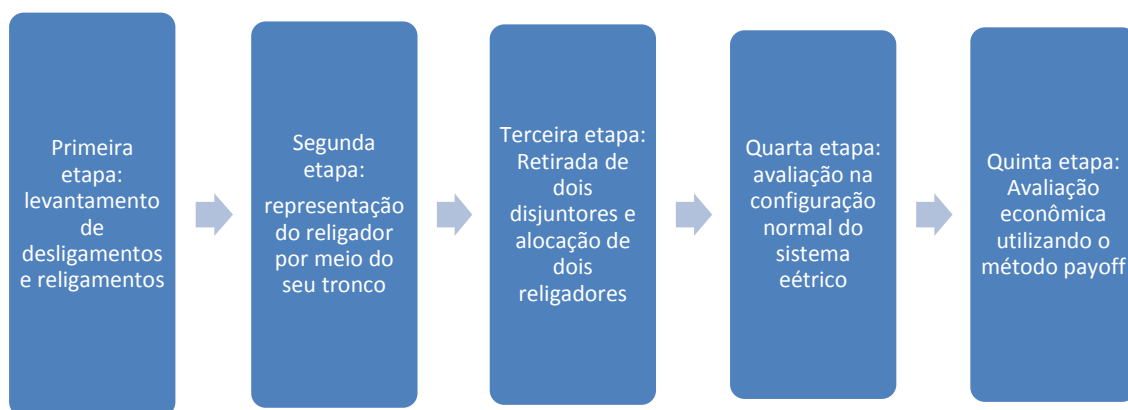 Primeira
etapa:
levantamento
de
desligamentos
e religamentos
Segunda
etapa:
representação
do religador
por meio do
seu tronco
Terceira etapa:
Retirada de
dois
disjuntores e
alocação de
dois
religadores
Quarta etapa:
avaliação na
configuração
normal do
sistema
eétrico
Quinta etapa:
Avaliação
econômica
utilizando o
método payoff